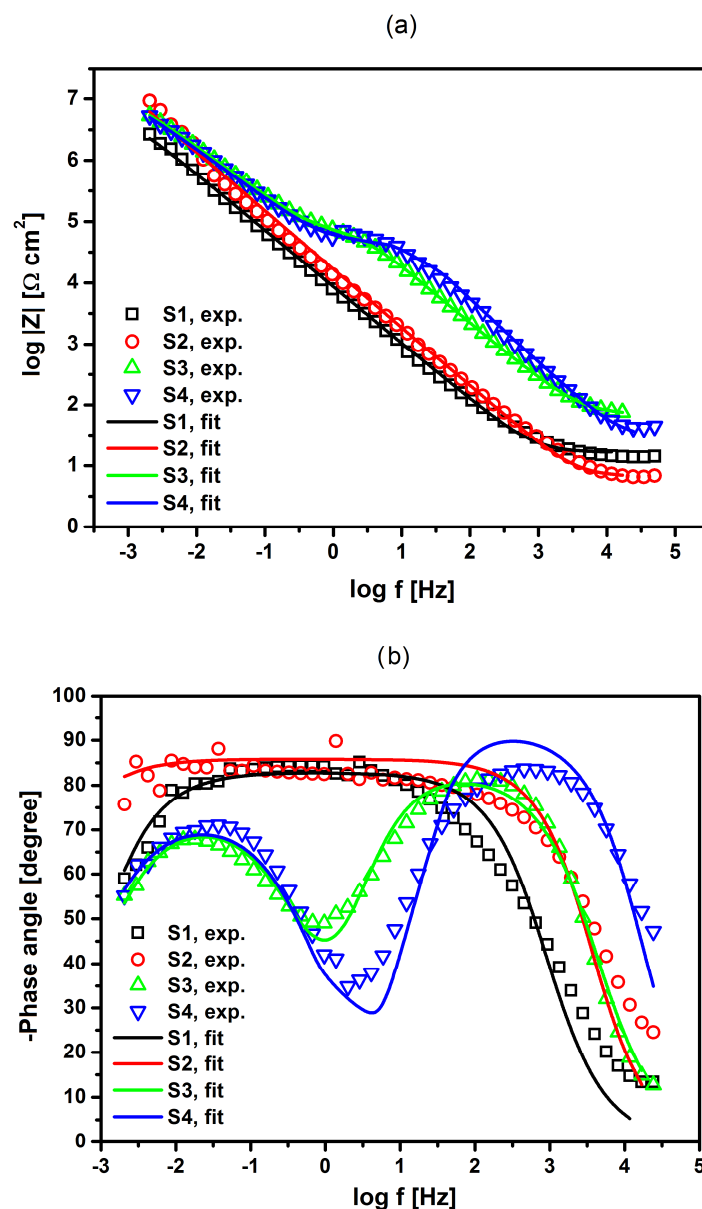 (a)
log |Z| [Ω cm²]
7
6
5
4
3
2
1
0
S1, exp.
S2, exp.
S3, exp.
S4, exp.
S1, fit
S2, fit
S3, fit
S4, fit
-3 -2 -1 0 1 2 3 4 5
log f [Hz]
(b)
-Phase angle [degree]
100
90
80
70
60
50
40
30
20
10
0
S1, exp.
S2, exp.
S3, exp.
S4, exp.
S1, fit
S2, fit
S3, fit
S4, fit
-3 -2 -1 0 1 2 3 4 5
log f [Hz]